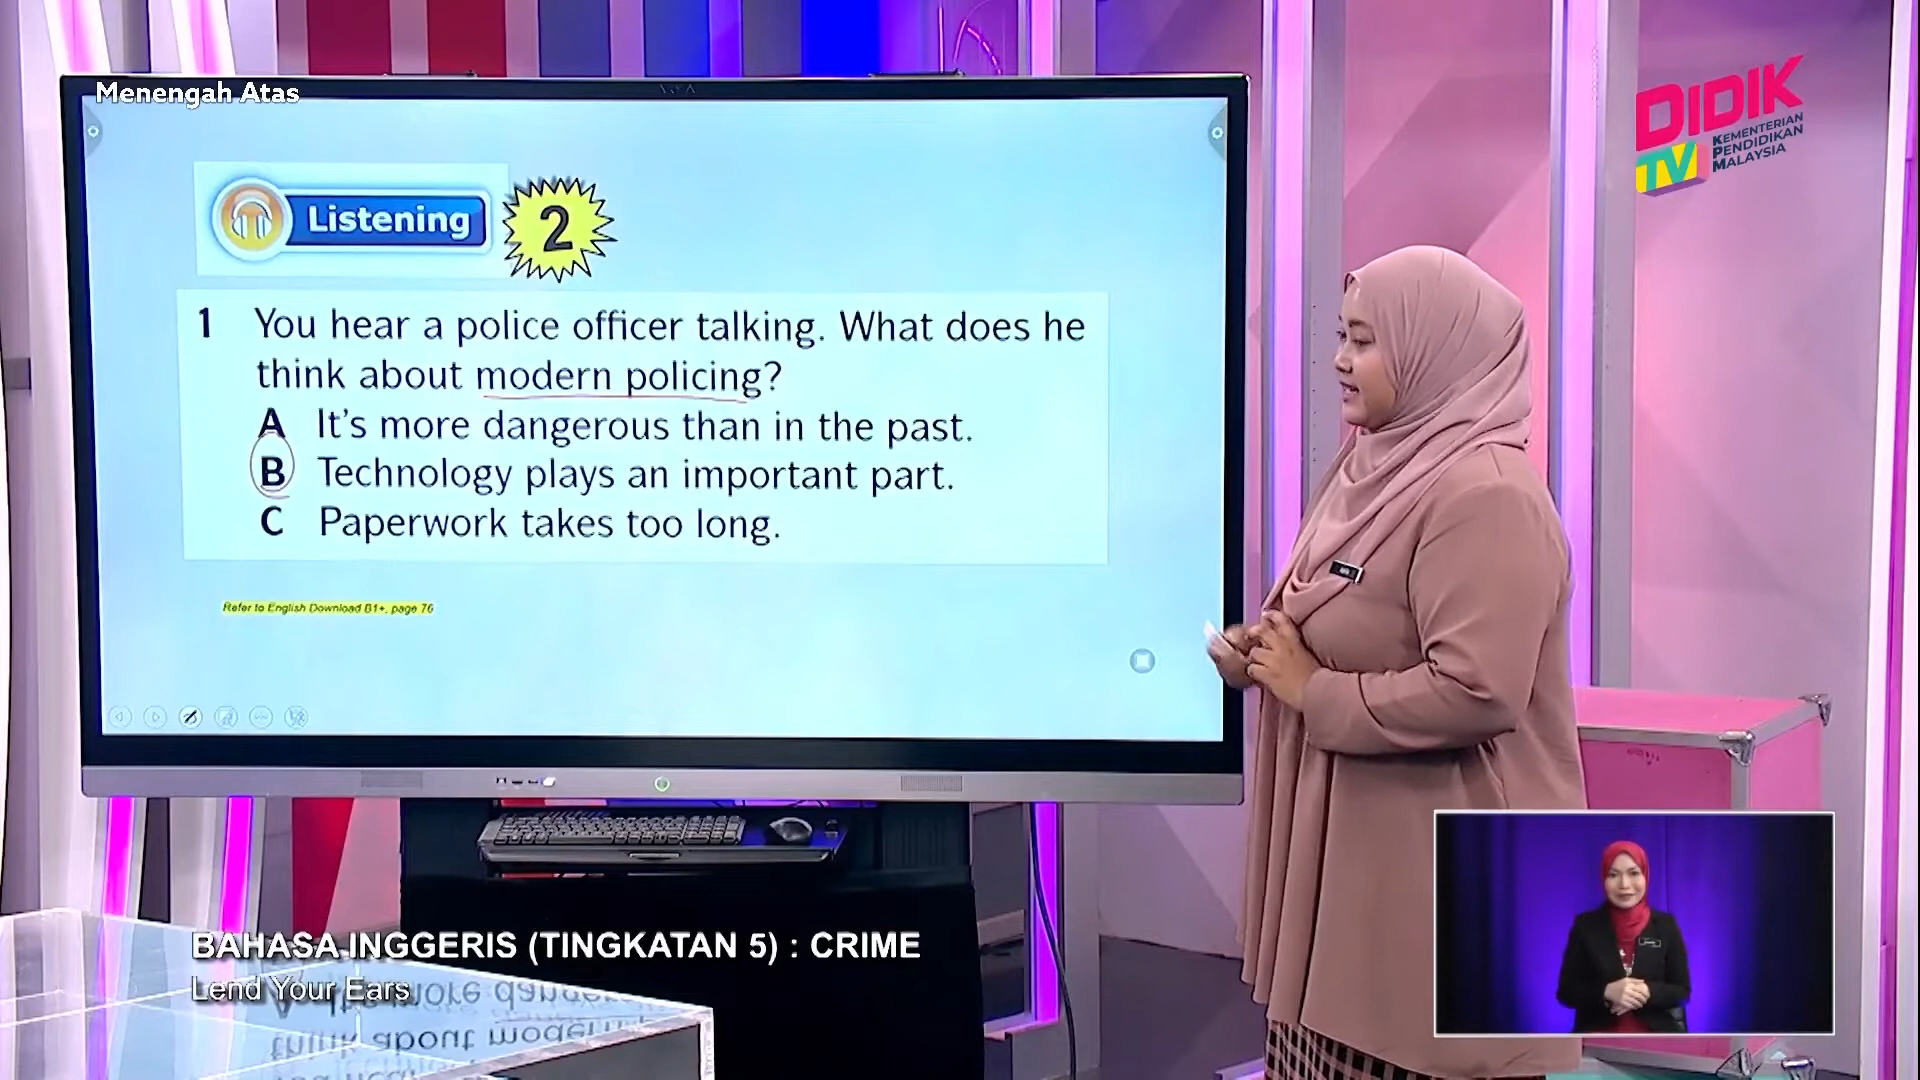 Menengah Atas
DIDIK
TV
KEMENTERIAN
PENDIDIKAN
MALAYSIA
Listening
2
1 You hear a police officer talking. What does he
think about modern policing?
A It's more dangerous than in the past.
B Technology plays an important part.
C Paperwork takes too long.
Refer to English Download B1+, page 76
BAHASA INGGERIS (TINGKATAN 5) : CRIME
Lend Your Ears